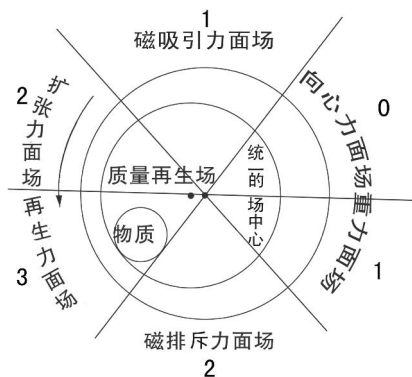 1
磁吸引力面场
2
扩张力面场
向心力面场
0
质量再生场
统一的场中心
物质
再生力面场
3
重力面场
1
磁排斥力面场
2